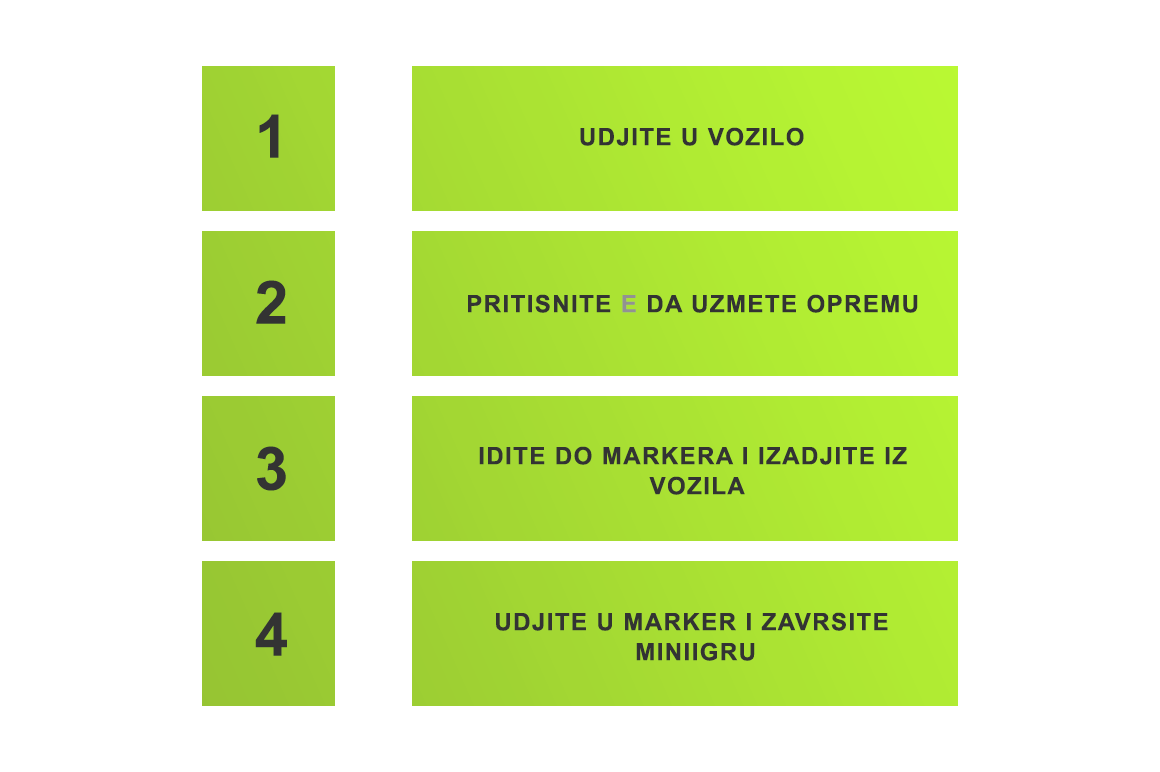 1
UDJITE U VOZILO
2
PRITISNITE E DA UZMETE OPREMU
3
IDITE DO MARKERA I IZADJITE IZ
VOZILA
4
UDJITE U MARKER I ZAVRSITE
MINIIGRU